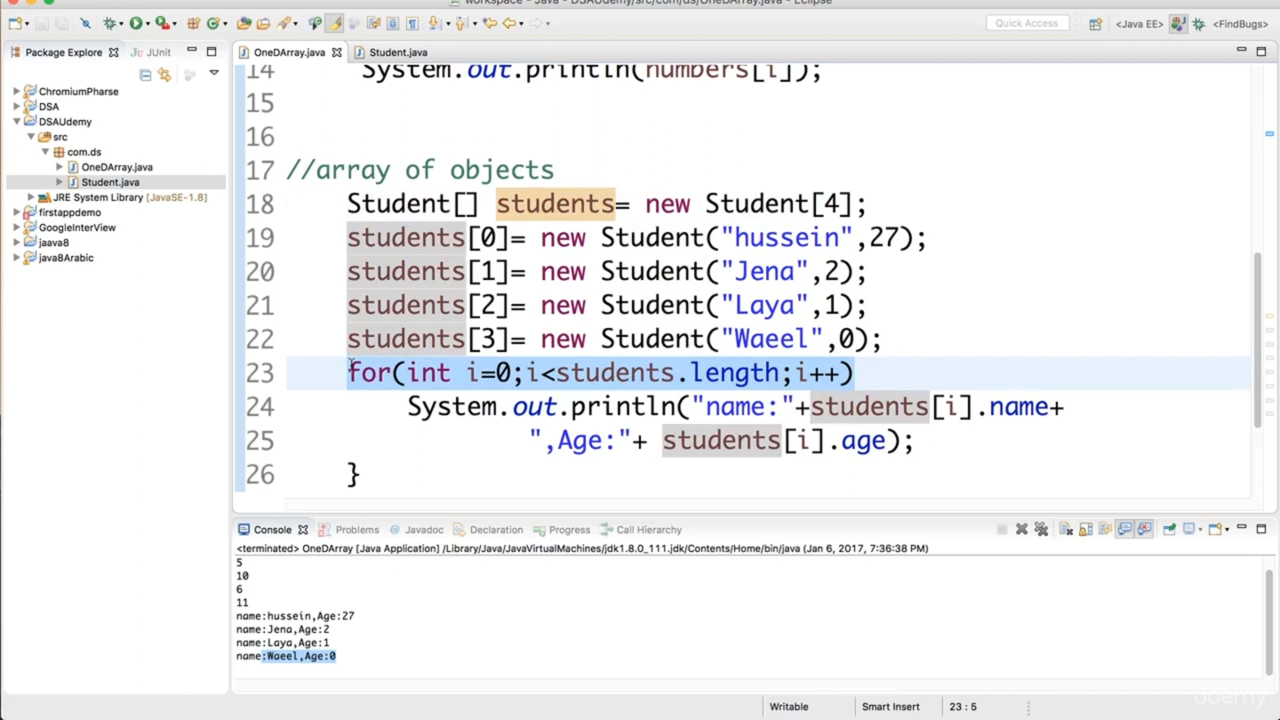 workspace - Java - DSAUdemy/src/com/ds/OneDArray.java - Eclipse
Quick Access
<Java EE>
<FindBugs>
Package Explorer
JUnit
ChromiumPharse
DSA
DSAUdemy
src
com.ds
OneDArray.java
Student.java
JRE System Library [JavaSE-1.8]
firstappdemo
GoogleInterView
jaava8
java8Arabic
OneDArray.java
Student.java
14 System.out.println(numbers[i]);
15
16
17 //array of objects
18 Student[] students= new Student[4];
19 students[0]= new Student("hussein",27);
20 students[1]= new Student("Jena",2);
21 students[2]= new Student("Laya",1);
22 students[3]= new Student("Waeel",0);
23 for(int i=0;i<students.length;i++)
24 System.out.println("name:"+students[i].name+
25 ",Age:"+ students[i].age);
26 }
Console
Problems
Javadoc
Declaration
Progress
Call Hierarchy
<terminated> OneDArray [Java Application] /Library/Java/JavaVirtualMachines/jdk1.8.0_111.jdk/Contents/Home/bin/java (Jan 6, 2017, 7:36:38 PM)
5
10
6
11
name:hussein,Age:27
name:Jena,Age:2
name:Laya,Age:1
name:Waeel,Age:0
Writable
Smart Insert
23 : 5
udemy